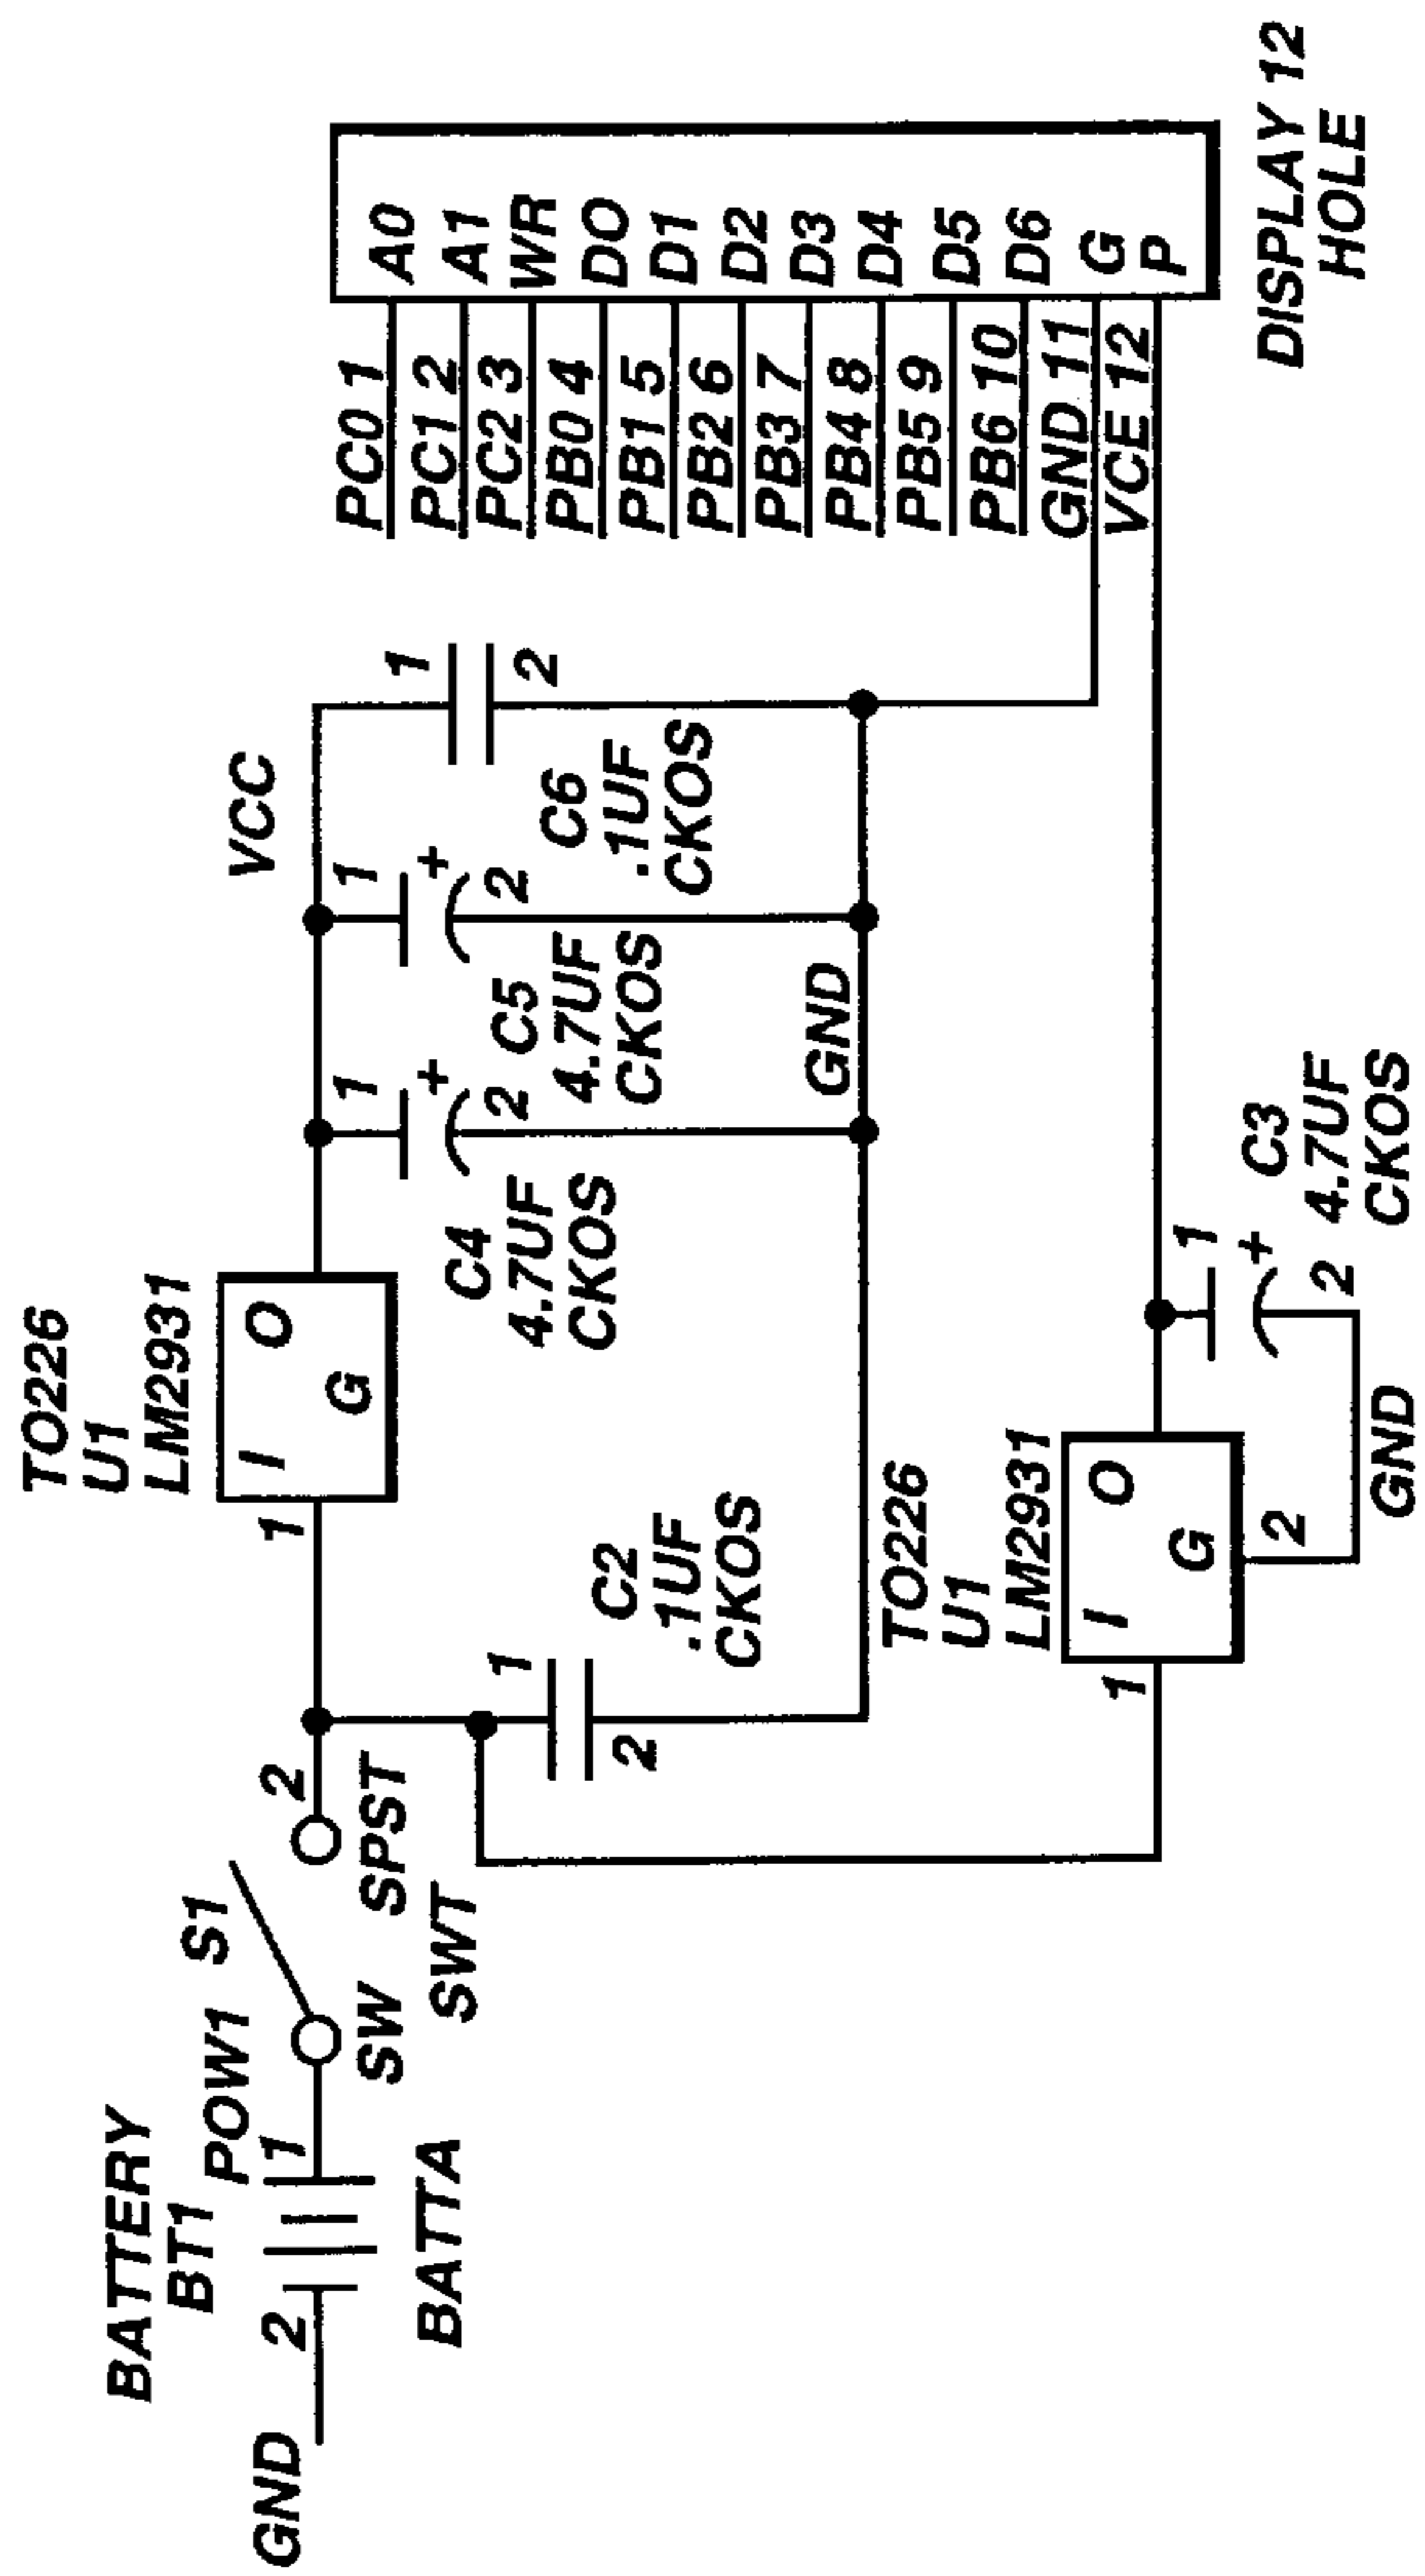 GND
2
BATTERY
BT1
POW1
1
BATTA
S1
SW SPST
SWT
2
TO226
U1
LM2931
1
I
O
G
VCC
C2
.1UF
CKOS
1
2
C4
4.7UF
CKOS
1
+
2
C5
4.7UF
CKOS
1
+
2
C6
.1UF
CKOS
1
2
GND
TO226
U1
LM2931
1
I
O
G
2
GND
C3
4.7UF
CKOS
1
+
2
PC0 1 A0
PC1 2 A1
PC2 3 WR
PB0 4 DO
PB1 5 D1
PB2 6 D2
PB3 7 D3
PB4 8 D4
PB5 9 D5
PB6 10 D6
GND 11 G
VCE 12 P
DISPLAY 12
HOLE